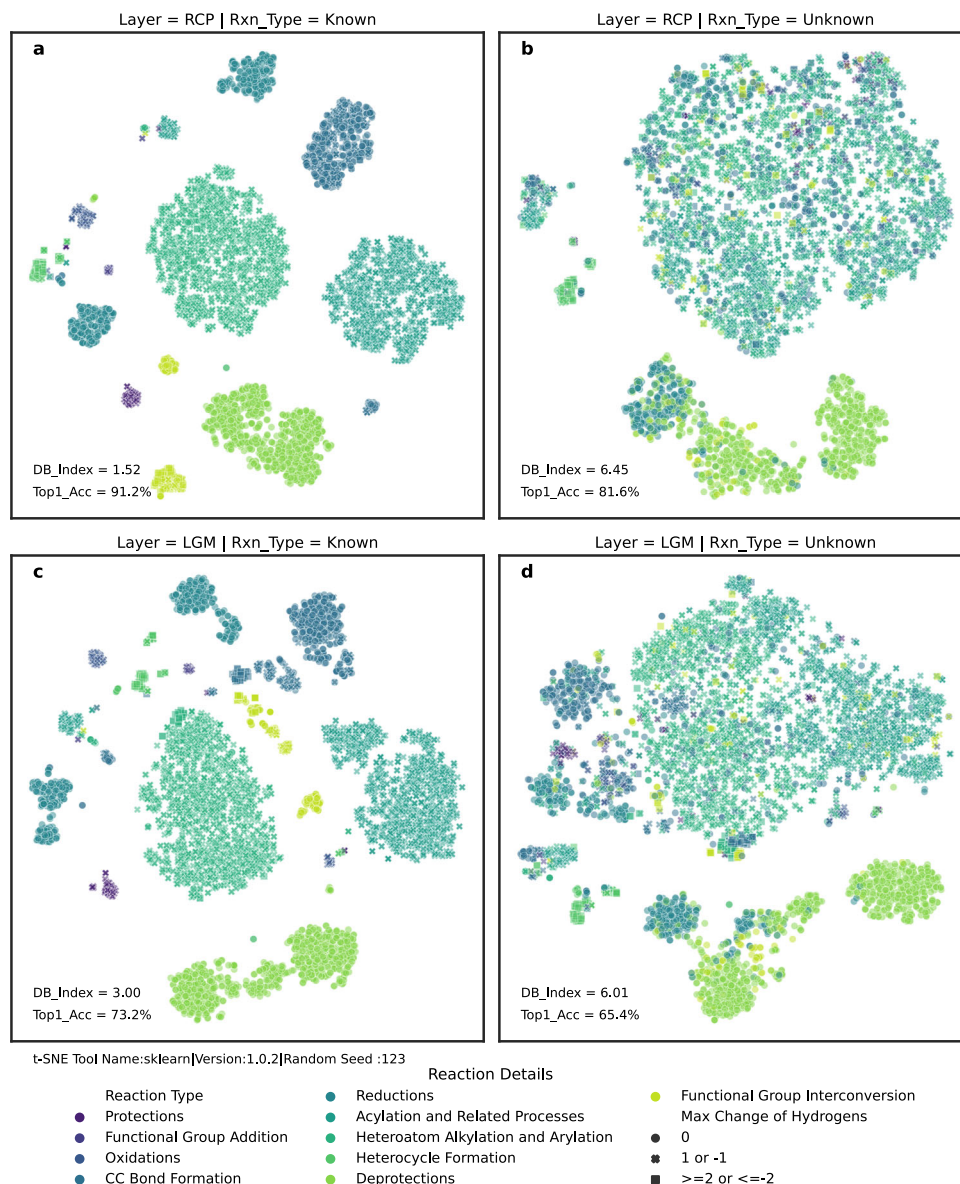 Layer = RCP | Rxn_Type = Known
Layer = RCP | Rxn_Type = Unknown
a
b
DB_Index = 1.52
Top1_Acc = 91.2%
DB_Index = 6.45
Top1_Acc = 81.6%
Layer = LGM | Rxn_Type = Known
Layer = LGM | Rxn_Type = Unknown
c
d
DB_Index = 3.00
Top1_Acc = 73.2%
DB_Index = 6.01
Top1_Acc = 65.4%
t-SNE Tool Name:sklearn|Version:1.0.2|Random Seed :123
Reaction Details
Reaction Type
Protections
Functional Group Addition
Oxidations
CC Bond Formation
Reductions
Acylation and Related Processes
Heteroatom Alkylation and Arylation
Heterocycle Formation
Deprotections
Functional Group Interconversion
Max Change of Hydrogens
0
1 or -1
>=2 or <=-2